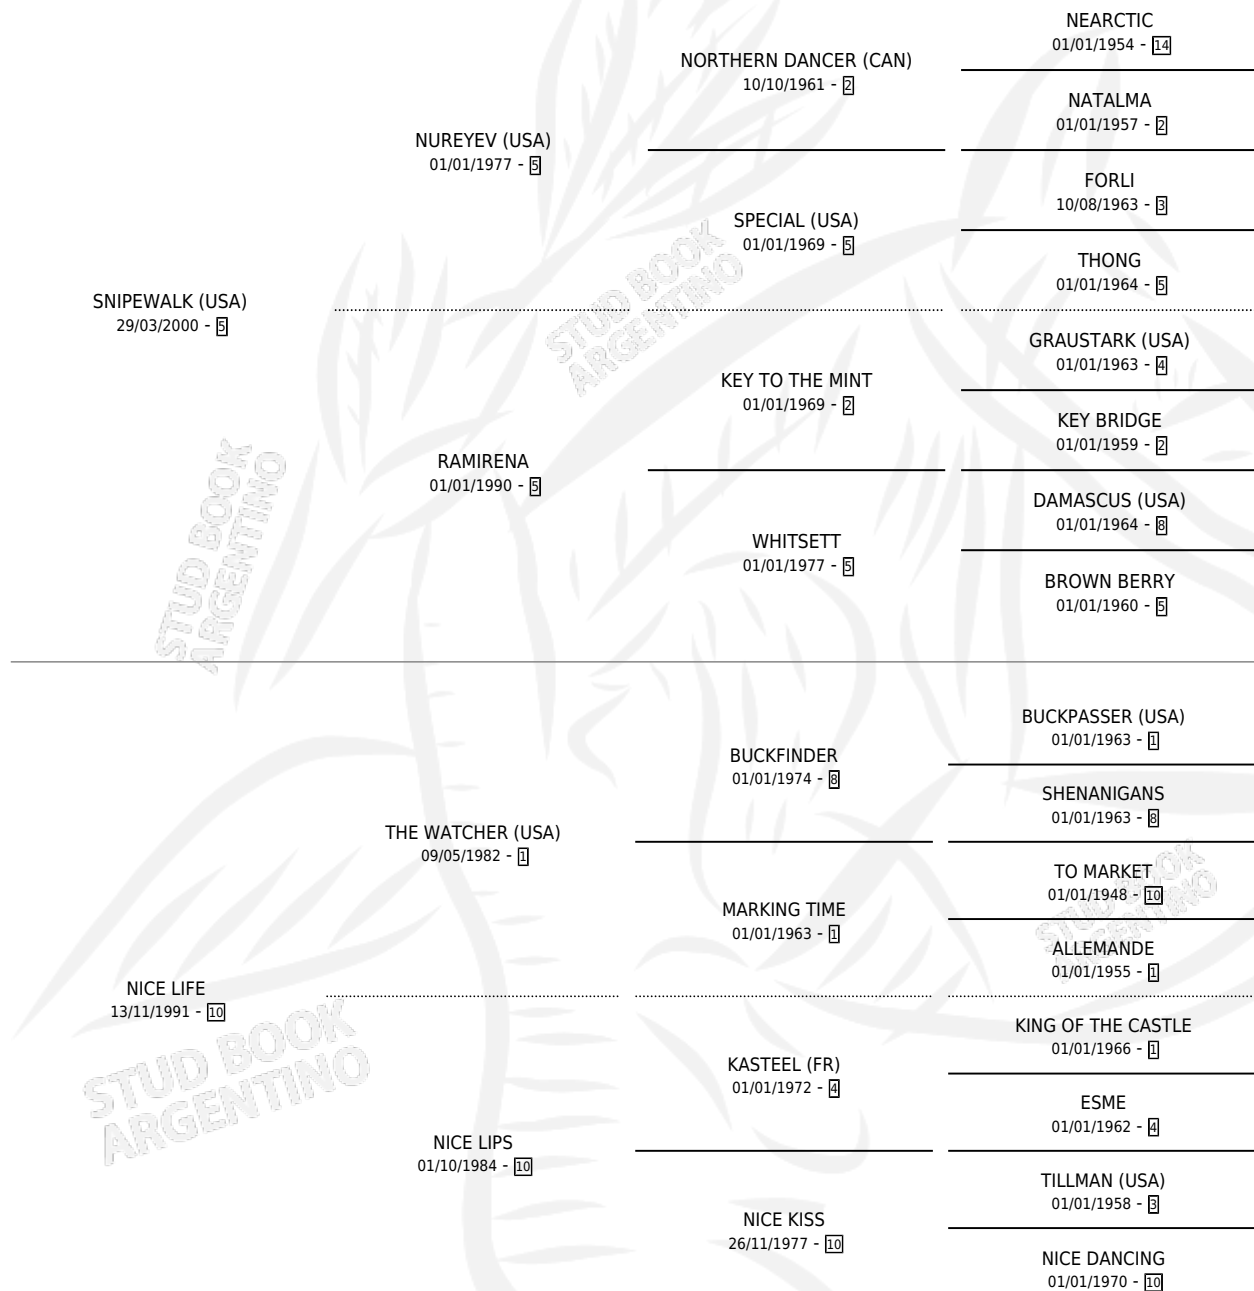 SNIPEWALK (USA)
29/03/2000 - 5
NUREYEV (USA)
01/01/1977 - 5
NORTHERN DANCER (CAN)
10/10/1961 - 2
NEARCTIC
01/01/1954 - 14
NATALMA
01/01/1957 - 2
SPECIAL (USA)
01/01/1969 - 5
FORLI
10/08/1963 - 3
THONG
01/01/1964 - 5
RAMIRENA
01/01/1990 - 5
KEY TO THE MINT
01/01/1969 - 2
GRAUSTARK (USA)
01/01/1963 - 4
KEY BRIDGE
01/01/1959 - 2
WHITSETT
01/01/1977 - 5
DAMASCUS (USA)
01/01/1964 - 8
BROWN BERRY
01/01/1960 - 5
NICE LIFE
13/11/1991 - 10
THE WATCHER (USA)
09/05/1982 - 1
BUCKFINDER
01/01/1974 - 8
BUCKPASSER (USA)
01/01/1963 - 1
SHENANIGANS
01/01/1963 - 8
MARKING TIME
01/01/1963 - 1
TO MARKET
01/01/1948 - 10
ALLEMANDE
01/01/1955 - 1
NICE LIPS
01/10/1984 - 10
KASTEEL (FR)
01/01/1972 - 4
KING OF THE CASTLE
01/01/1966 - 1
ESME
01/01/1962 - 4
NICE KISS
26/11/1977 - 10
TILLMAN (USA)
01/01/1958 - 3
NICE DANCING
01/01/1970 - 10
STUD BOOK
ARGENTINO
STUD BOOK
ARGENTINO
STUD BOOK
ARGENTINO
STUD BOOK
ARGENTINO